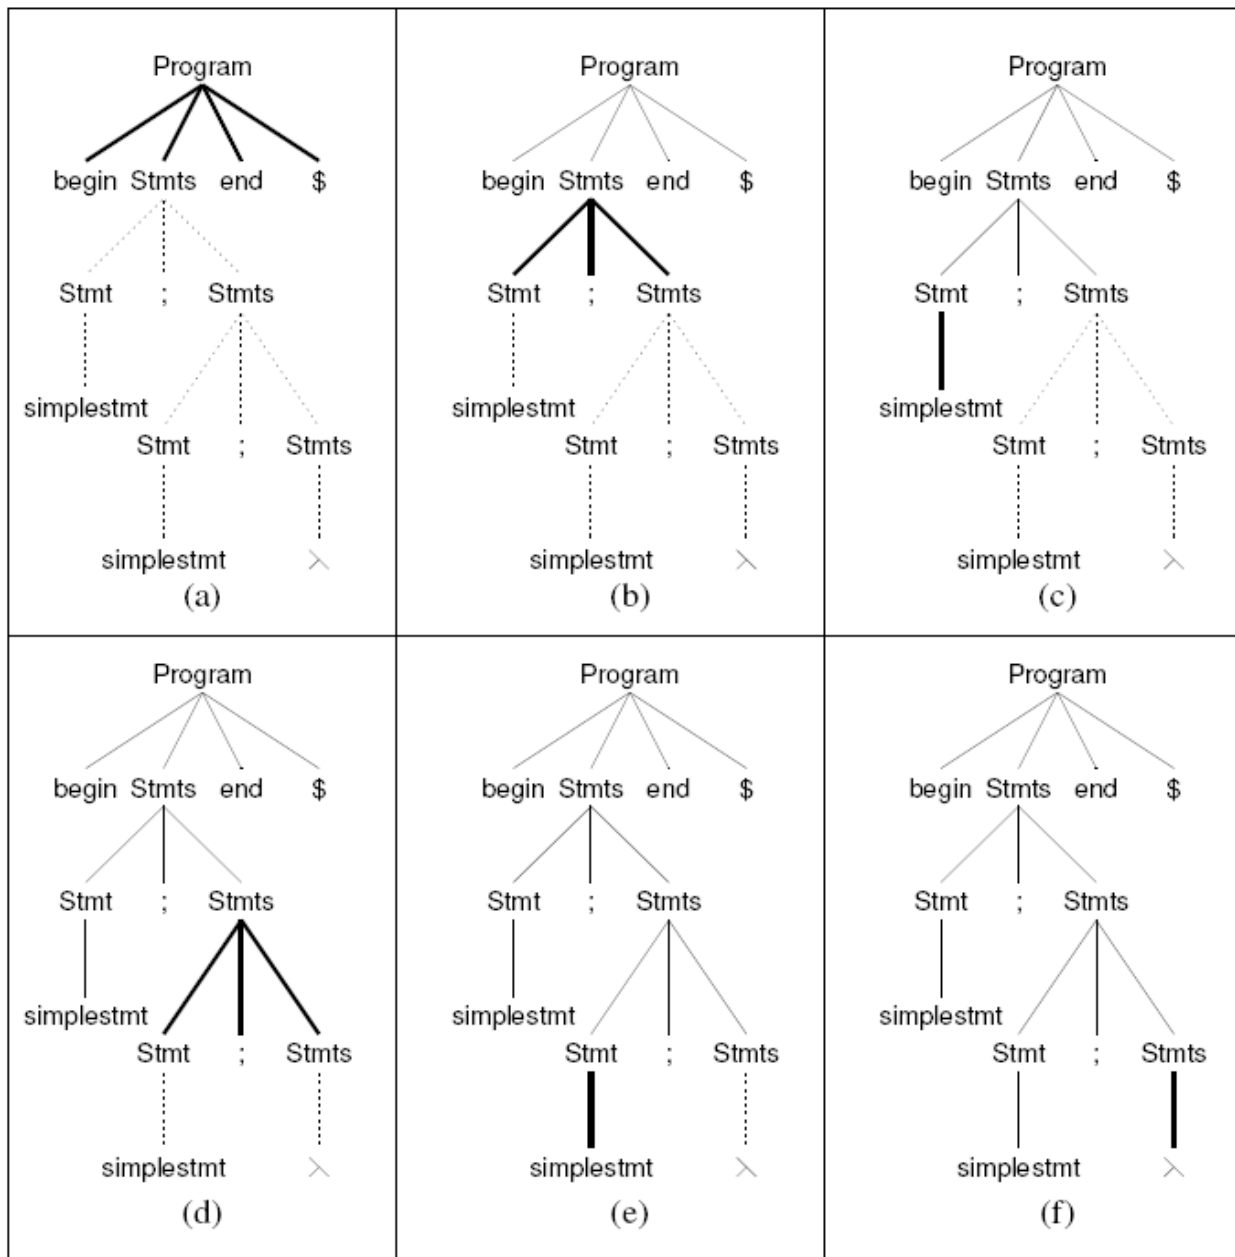 Program
begin Stmts end $
Stmt ; Stmts
simplestmt
Stmt ; Stmts
simplestmt λ
(a)
Program
begin Stmts end $
Stmt ; Stmts
simplestmt
Stmt ; Stmts
simplestmt λ
(b)
Program
begin Stmts end $
Stmt ; Stmts
simplestmt
Stmt ; Stmts
simplestmt λ
(c)
Program
begin Stmts end $
Stmt ; Stmts
simplestmt
Stmt ; Stmts
simplestmt λ
(d)
Program
begin Stmts end $
Stmt ; Stmts
simplestmt
Stmt ; Stmts
simplestmt λ
(e)
Program
begin Stmts end $
Stmt ; Stmts
simplestmt
Stmt ; Stmts
simplestmt λ
(f)